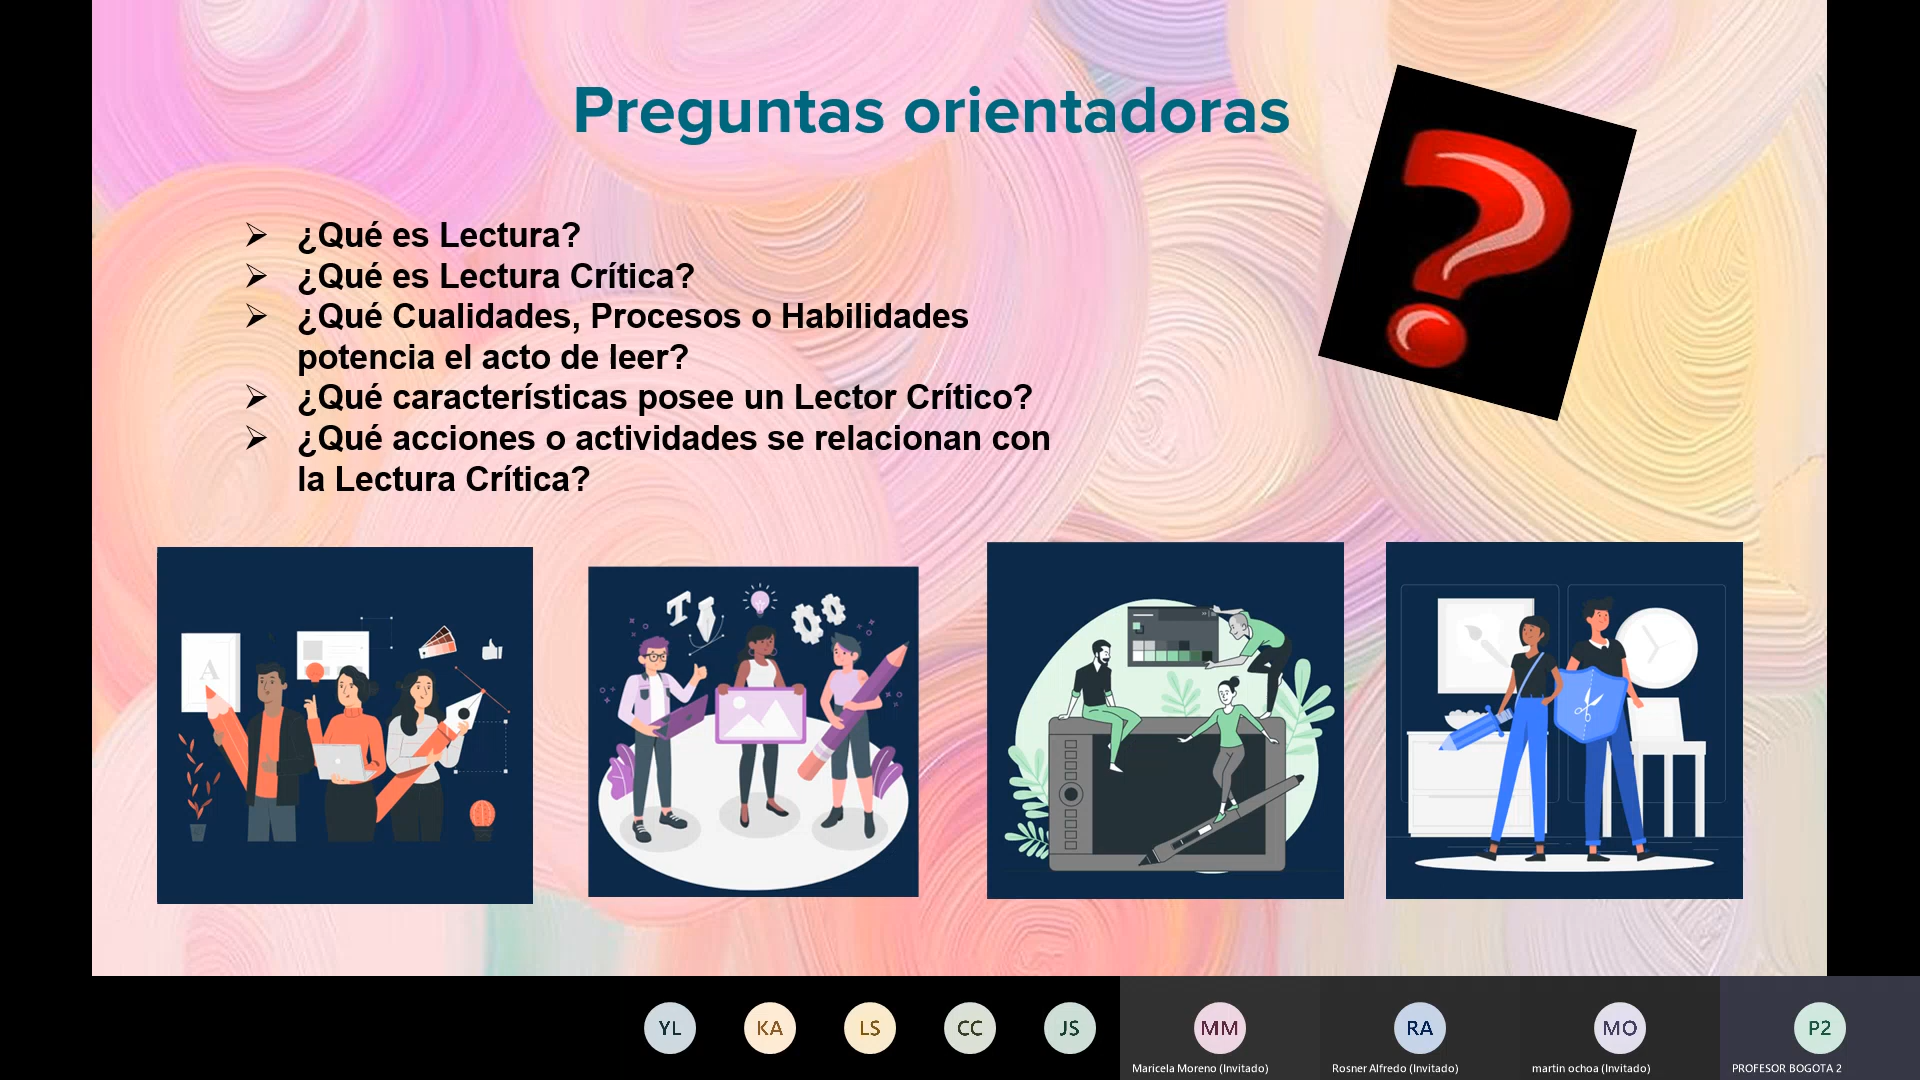 Preguntas orientadoras
¿Qué es Lectura?
¿Qué es Lectura Crítica?
¿Qué Cualidades, Procesos o Habilidades
potencia el acto de leer?
¿Qué características posee un Lector Crítico?
¿Qué acciones o actividades se relacionan con
la Lectura Crítica?
A
T
YL
KA
LS
CC
JS
MM
RA
MO
P2
Maricela Moreno (Invitado)
Rosner Alfredo (Invitado)
martin ochoa (Invitado)
PROFESOR BOGOTA 2